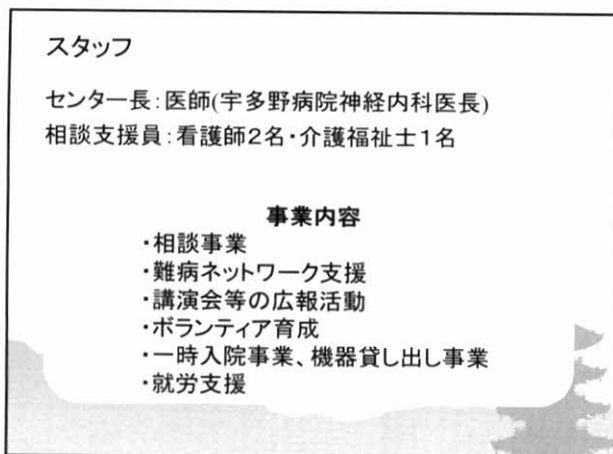 スタッフ
センター長:医師(宇多野病院神経内科医長)
相談支援員:看護師2名・介護福祉士1名
事業内容
・相談事業
・難病ネットワーク支援
・講演会等の広報活動
・ボランティア育成
・一時入院事業、機器貸し出し事業
・就労支援